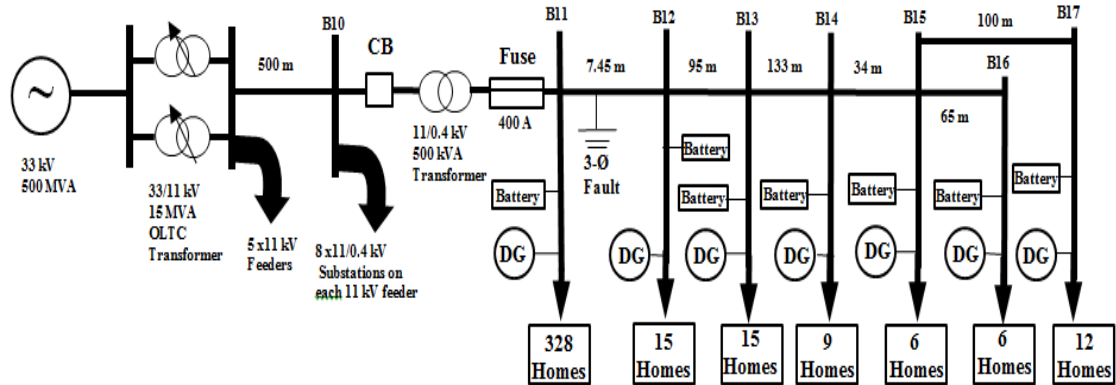 B11
B12
B13
B14
B15
100 m
B17
B10
CB
Fuse
B16
500 m
7.45 m
95 m
133 m
34 m
65 m
400 A
~
33 kV
500 MVA
33/11 kV
15 MVA
OLTC
Transformer
11/0.4 kV
500 kVA
Transformer
3-Ø
Fault
Battery
Battery
Battery
Battery
Battery
Battery
Battery
5 x11 kV
Feeders
8 x11/0.4 kV
Substations on
each 11 kV feeder
DG
DG
DG
DG
DG
DG
DG
328
Homes
15
Homes
15
Homes
9
Homes
6
Homes
6
Homes
12
Homes